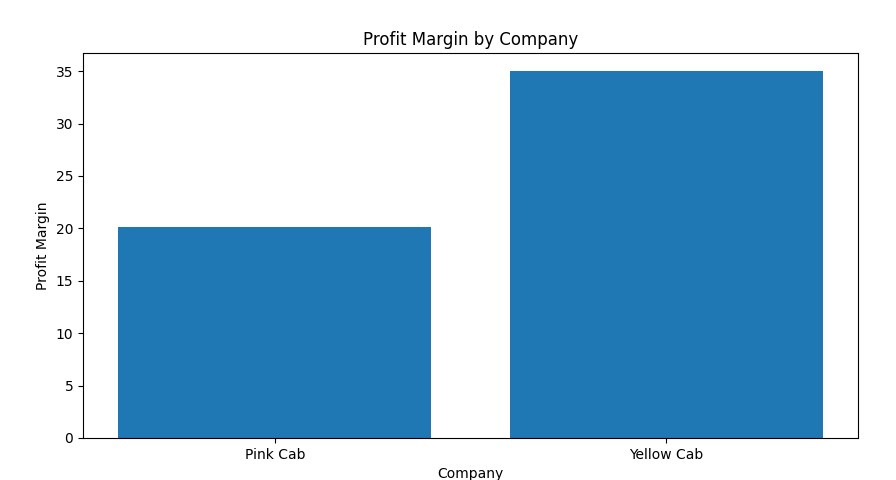 Profit Margin by Company
Profit Margin
35
30
25
20
15
10
5
0
Pink Cab Yellow Cab
Company